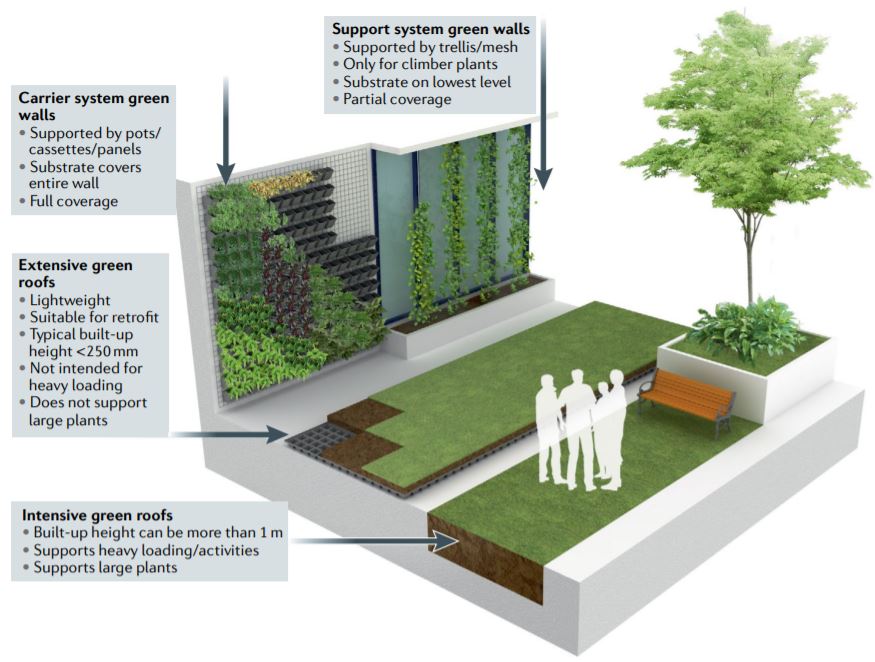 Support system green walls
• Supported by trellis/mesh
• Only for climber plants
• Substrate on lowest level
• Partial coverage
Carrier system green
walls
• Supported by pots/
cassettes/panels
• Substrate covers
entire wall
• Full coverage
Extensive green
roofs
• Lightweight
• Suitable for retrofit
• Typical built-up
height <250 mm
• Not intended for
heavy loading
• Does not support
large plants
Intensive green roofs
• Built-up height can be more than 1 m
• Supports heavy loading/activities
• Supports large plants